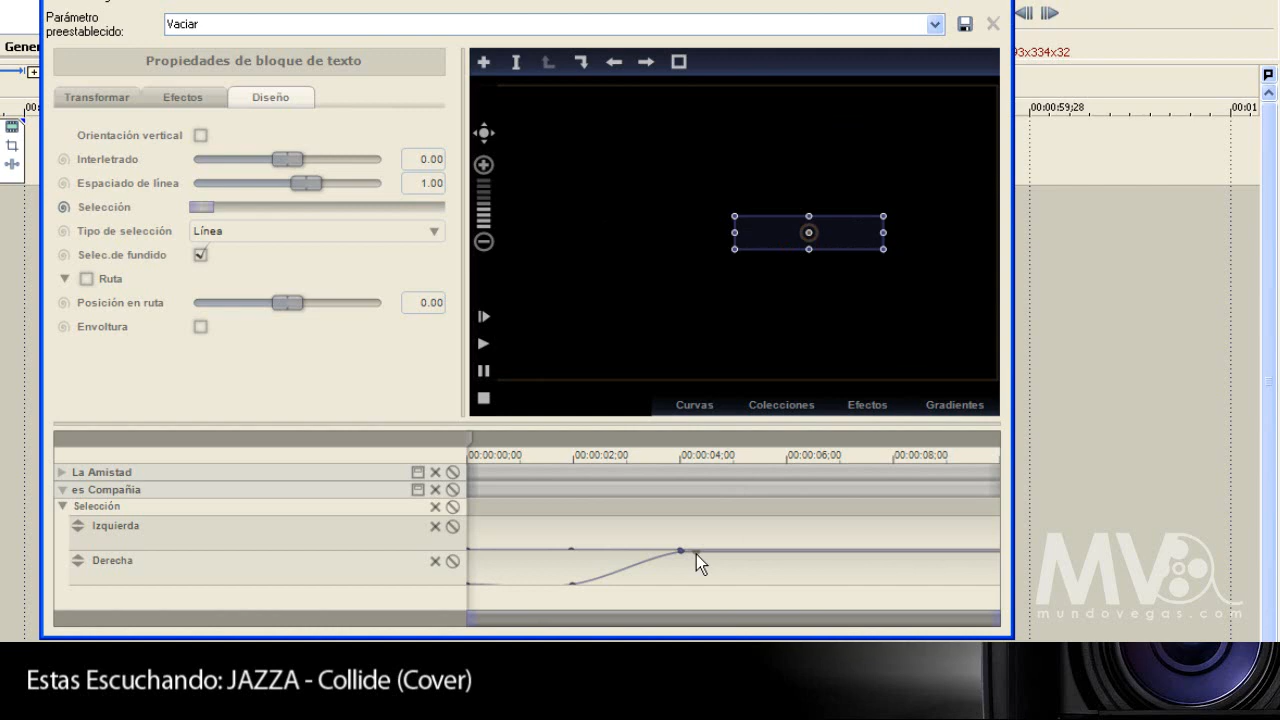 Parámetro
preestablecido:
Vaciar
93x334x32
Gener
Propiedades de bloque de texto
Transformar
Efectos
Diseño
00:00:59;28
00:01
Orientación vertical
Interletrado
0.00
Espaciado de línea
1.00
Selección
Tipo de selección
Línea
Selec.de fundido
Ruta
Posición en ruta
0.00
Envoltura
Curvas
Colecciones
Efectos
Gradientes
00:00:00;00
00:00:02;00
00:00:04;00
00:00:06;00
00:00:08;00
La Amistad
es Compañia
Selección
Izquierda
Derecha
MV
mundovegas.com
Estas Escuchando: JAZZA - Collide (Cover)